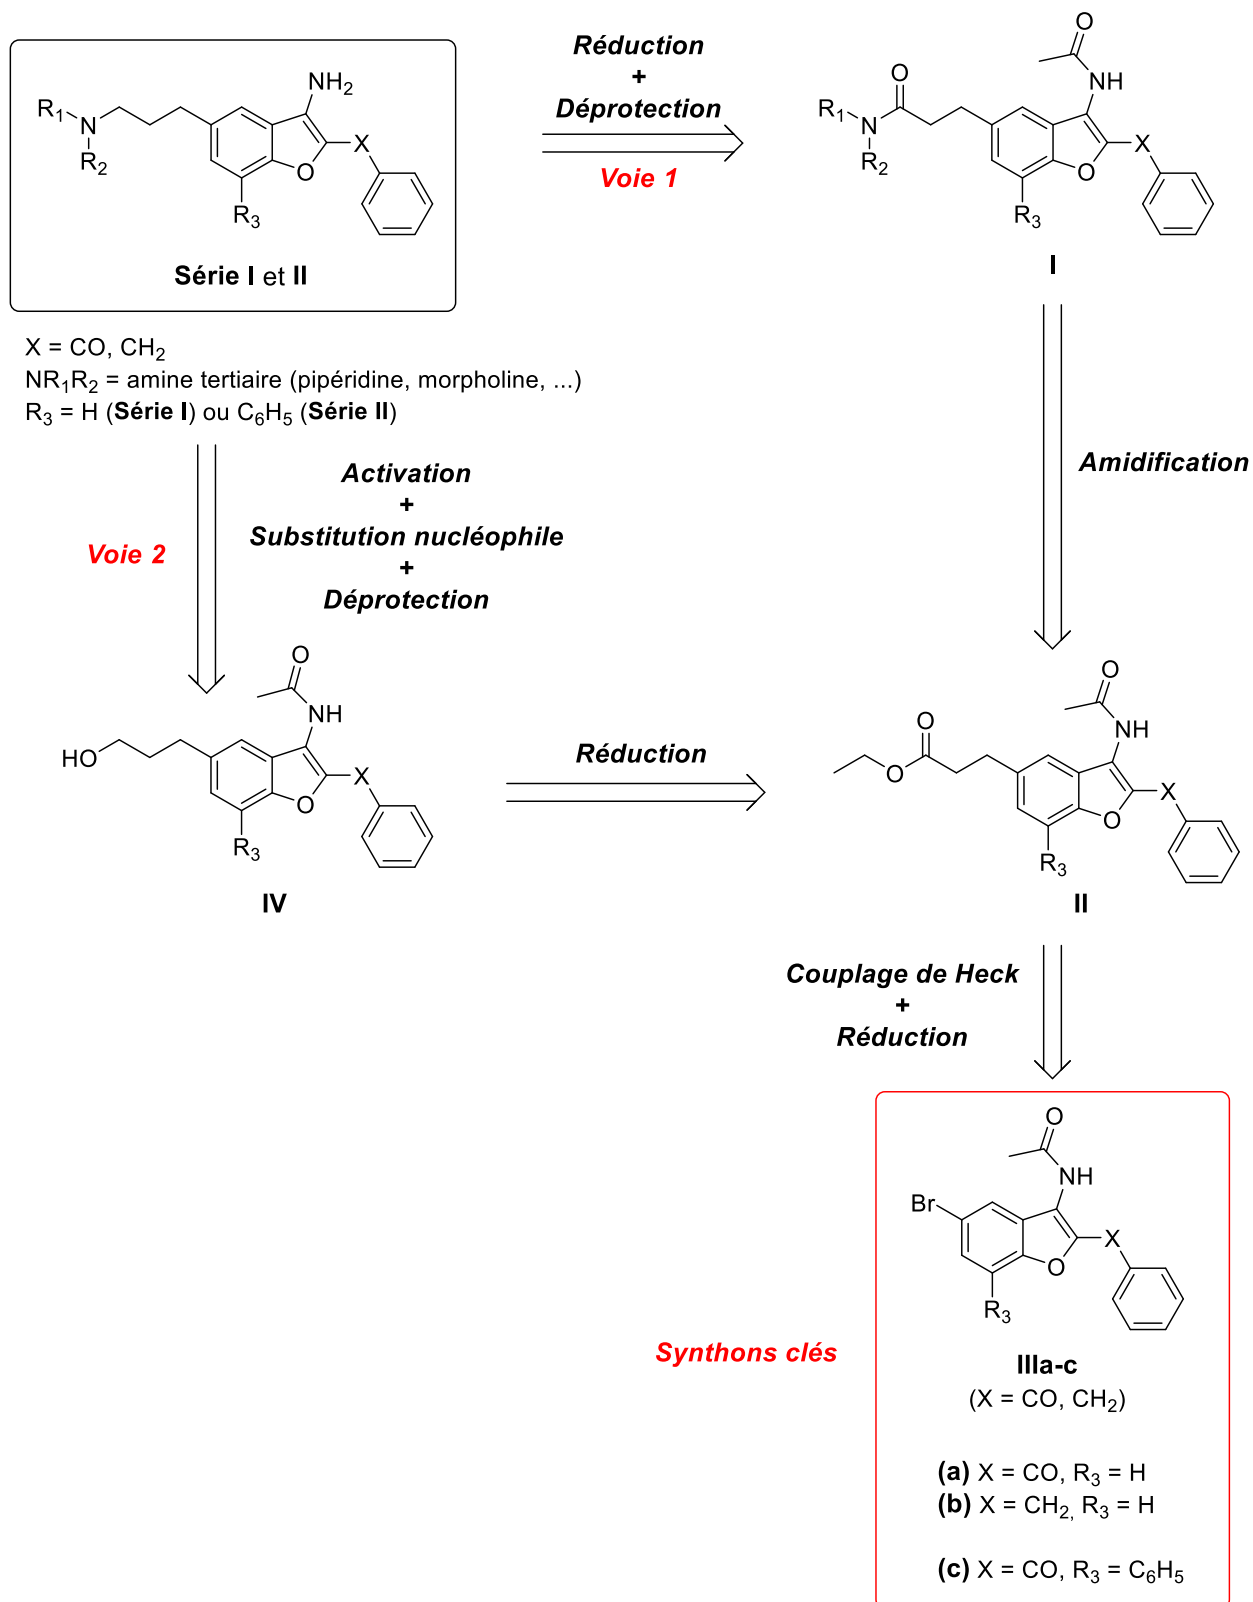 R1
N
R2
NH2
O
X
R3
Série I et II
Réduction
+
Déprotection
Voie 1
O
NH
O
R1
N
R2
O
X
R3
I
X = CO, CH2
NR1R2 = amine tertiaire (pipéridine, morpholine, ...)
R3 = H (Série I) ou C6H5 (Série II)
Voie 2
Activation
+
Substitution nucléophile
+
Déprotection
Amidification
O
NH
HO
O
X
R3
IV
Réduction
O
NH
O
O
O
X
R3
II
Couplage de Heck
+
Réduction
O
NH
Br
O
X
R3
Synthons clés
IIIa-c
(X = CO, CH2)
(a) X = CO, R3 = H
(b) X = CH2, R3 = H
(c) X = CO, R3 = C6H5